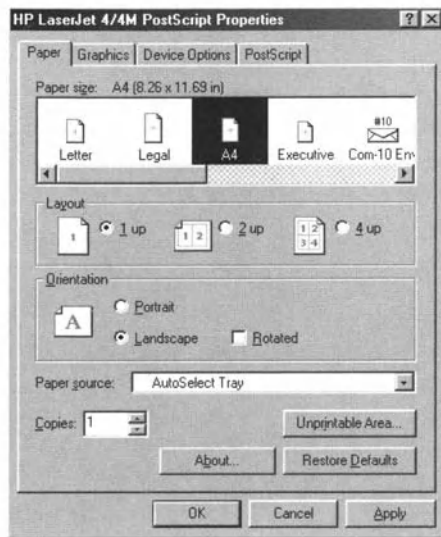 HP LaserJet 4/4M PostScript Properties ? X
Paper Graphics Device Options PostScript
Paper size: A4 (8.26 x 11.69 in)
#10
Letter Legal A4 Executive Com-10 Env
Layout
1 1 up 1 2 2 up 1 2 4 up
3 4
Orientation
A
Portrait
Landscape Rotated
Paper source: AutoSelect Tray
Copies: 1 Unprintable Area...
About... Restore Defaults
OK Cancel Apply